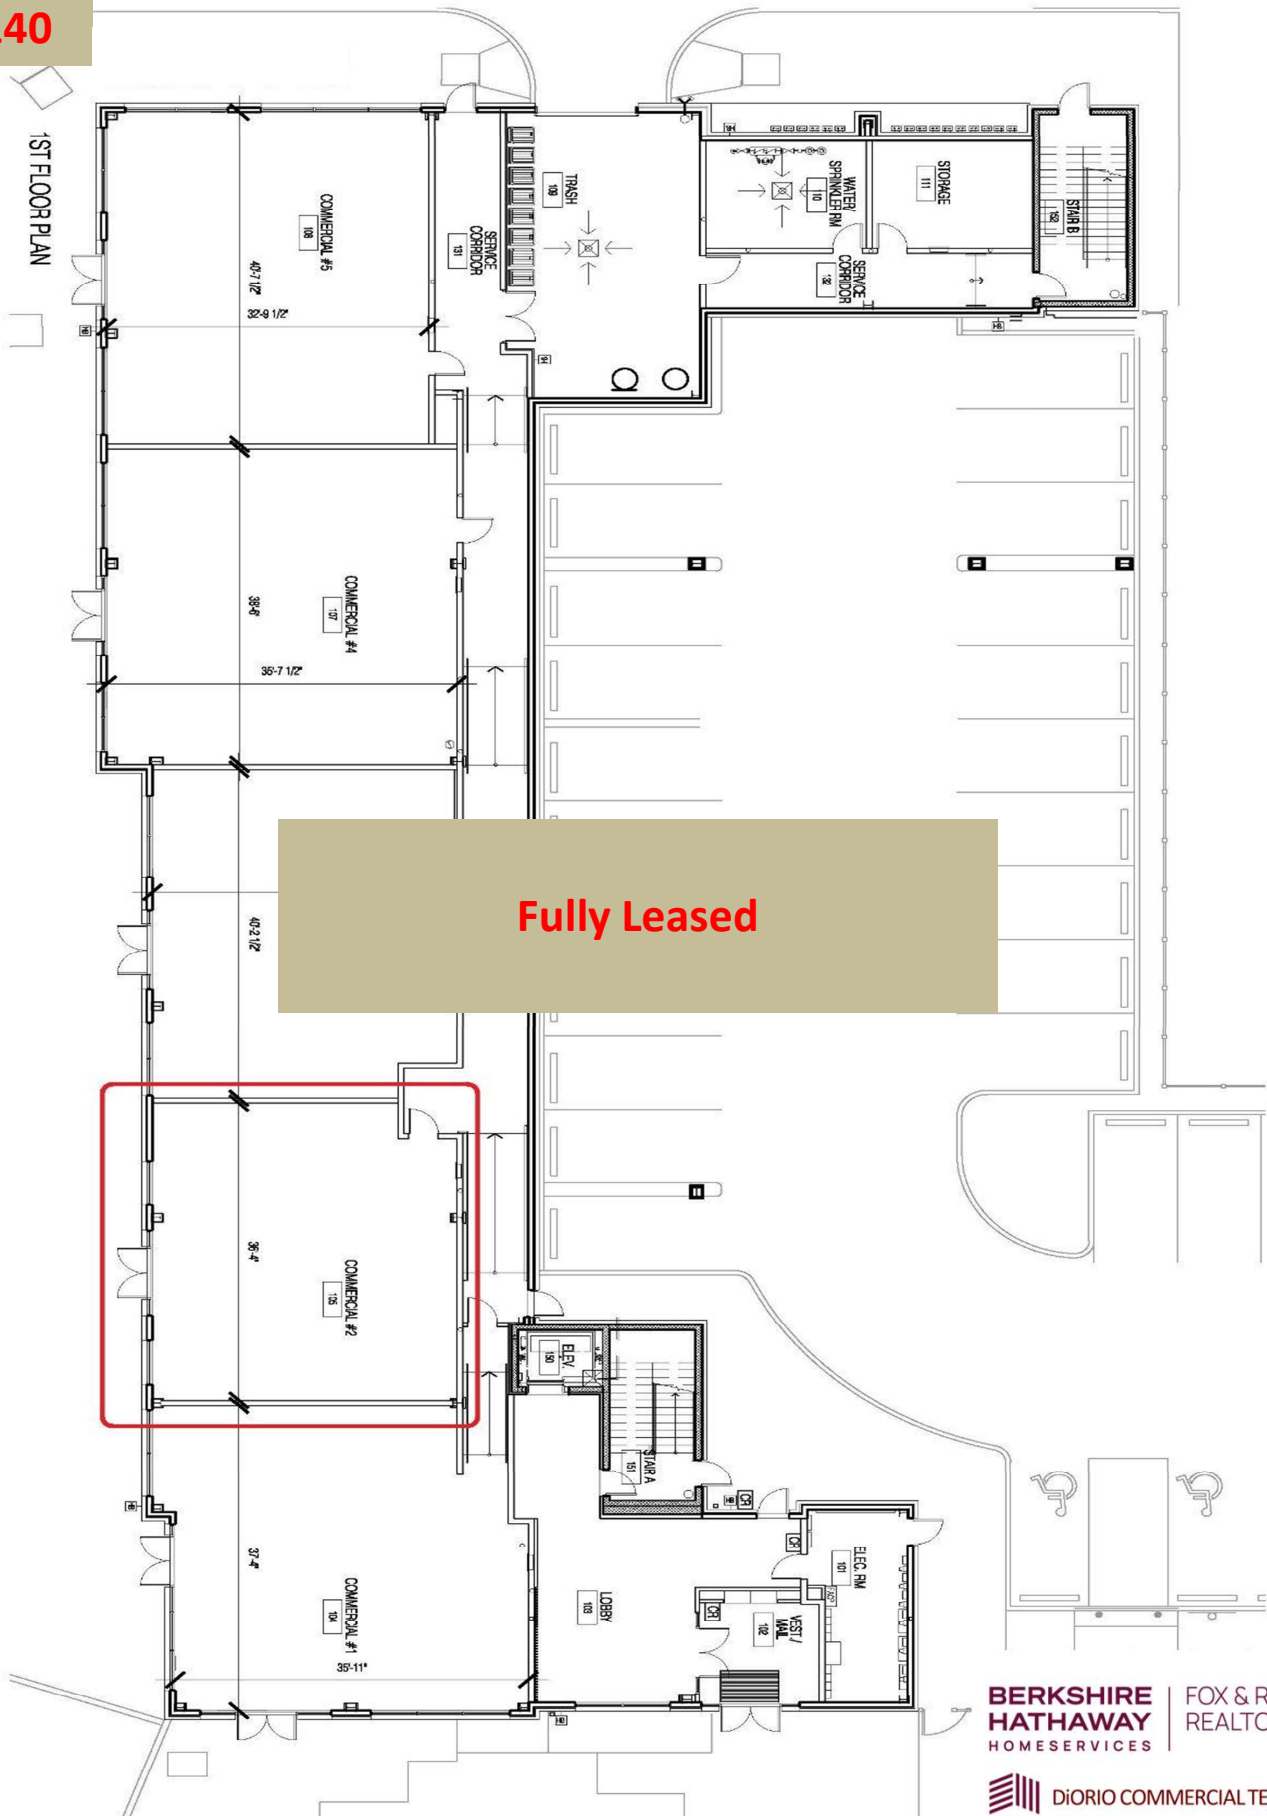 .40
1ST FLOOR PLAN
COMMERCIAL #5
108
40'-7 1/2"
32'-9 1/2"
SERVICE
CORRIDOR
131
TRASH
109
WATER/
SPRINKLER RM
110
STORAGE
111
STAIR B
152
SERVICE
CORRIDOR
132
COMMERCIAL #4
107
38'-6"
35'-7 1/2"
Fully Leased
40'-2 1/2"
36'-4"
COMMERCIAL #2
105
ELEV.
150
STAIR A
151
CR
CR
ELEC. RM
101
37'-4"
COMMERCIAL #1
104
35'-11"
LOBBY
103
CR
VEST./
MAIL
102
BERKSHIRE
HATHAWAY
HOMESERVICES
FOX & R
REALTO
DiORIO COMMERCIAL TE